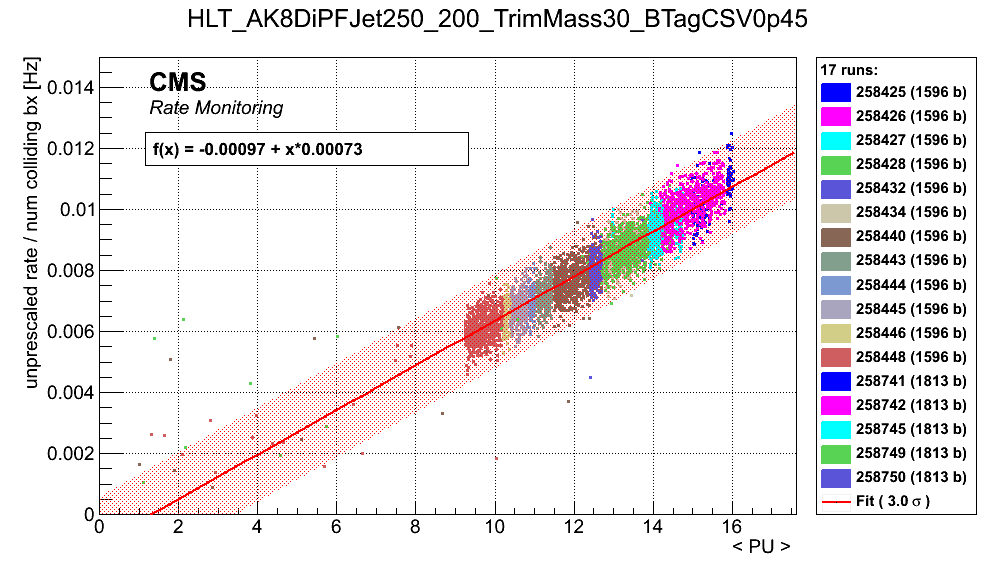 HLT_AK8DiPFJet250_200_TrimMass30_BTagCSV0p45
unprescaled rate / num colliding bx [Hz]
0.014
0.012
0.01
0.008
0.006
0.004
0.002
0
CMS
Rate Monitoring
f(x) = -0.00097 + x*0.00073
0 2 4 6 8 10 12 14 16
< PU >
17 runs:
258425 (1596 b)
258426 (1596 b)
258427 (1596 b)
258428 (1596 b)
258432 (1596 b)
258434 (1596 b)
258440 (1596 b)
258443 (1596 b)
258444 (1596 b)
258445 (1596 b)
258446 (1596 b)
258448 (1596 b)
258741 (1813 b)
258742 (1813 b)
258745 (1813 b)
258749 (1813 b)
258750 (1813 b)
Fit ( 3.0 σ )